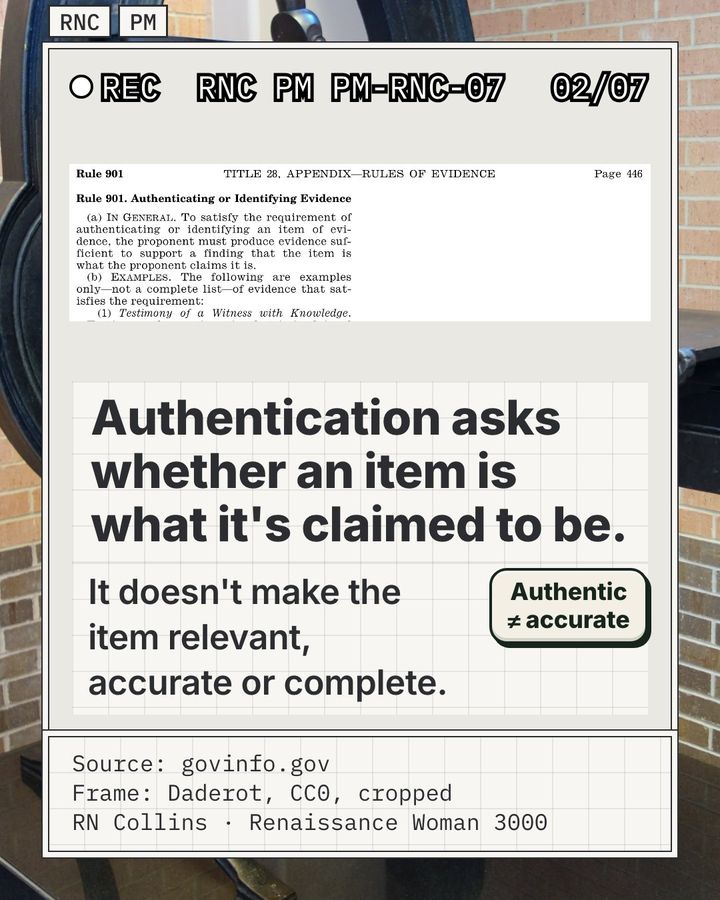 RNC PM
REC RNC PM PM-RNC-07 02/07
Rule 901 TITLE 28, APPENDIX—RULES OF EVIDENCE Page 446
Rule 901. Authenticating or Identifying Evidence
(a) IN GENERAL. To satisfy the requirement of
authenticating or identifying an item of evi-
dence, the proponent must produce evidence suf-
ficient to support a finding that the item is
what the proponent claims it is.
(b) EXAMPLES. The following are examples
only—not a complete list—of evidence that sat-
isfies the requirement:
(1) Testimony of a Witness with Knowledge.
Authentication asks
whether an item is
what it's claimed to be.
It doesn't make the
item relevant,
accurate or complete.
Authentic
≠ accurate
Source: govinfo.gov
Frame: Daderot, CC0, cropped
RN Collins · Renaissance Woman 3000